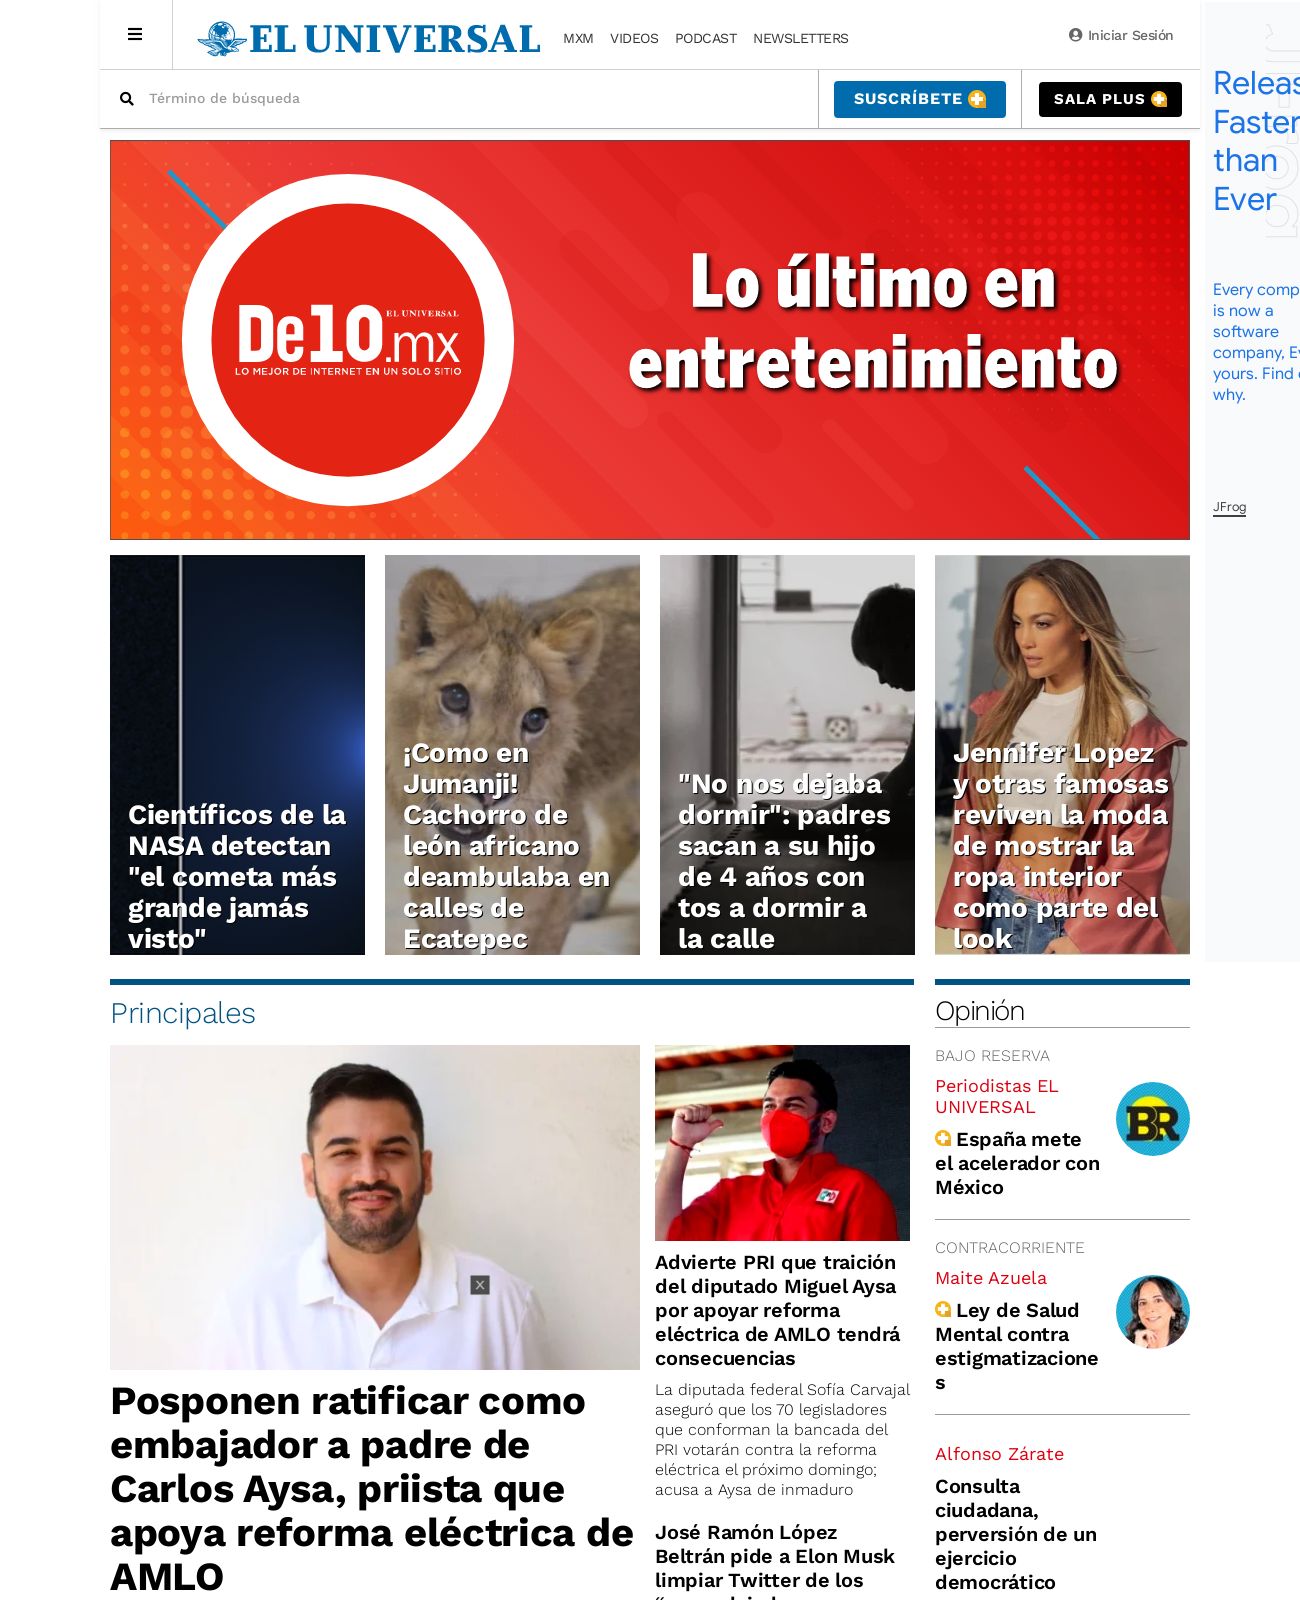 EL UNIVERSAL
MXM VIDEOS PODCAST NEWSLETTERS
Iniciar Sesión
Término de búsqueda
SUSCRÍBETE
SALA PLUS
De10.mx
EL UNIVERSAL
LO MEJOR DE INTERNET EN UN SOLO SITIO
Lo último en
entretenimiento
Releas
Faster
than
Ever
Every comp
is now a
software
company, Ev
yours. Find
why.
JFrog
Científicos de la
NASA detectan
"el cometa más
grande jamás
visto"
¡Como en
Jumanji!
Cachorro de
león africano
deambulaba en
calles de
Ecatepec
"No nos dejaba
dormir": padres
sacan a su hijo
de 4 años con
tos a dormir a
la calle
Jennifer Lopez
y otras famosas
reviven la moda
de mostrar la
ropa interior
como parte del
look
Principales
Posponen ratificar como
embajador a padre de
Carlos Aysa, priista que
apoya reforma eléctrica de
AMLO
X
Advierte PRI que traición
del diputado Miguel Aysa
por apoyar reforma
eléctrica de AMLO tendrá
consecuencias
La diputada federal Sofía Carvajal
aseguró que los 70 legisladores
que conforman la bancada del
PRI votarán contra la reforma
eléctrica el próximo domingo;
acusa a Aysa de inmaduro
José Ramón López
Beltrán pide a Elon Musk
limpiar Twitter de los
Opinión
BAJO RESERVA
Periodistas EL
UNIVERSAL
BR
España mete
el acelerador con
México
CONTRACORRIENTE
Maite Azuela
Ley de Salud
Mental contra
estigmatizacione
s
Alfonso Zárate
Consulta
ciudadana,
perversión de un
ejercicio
democrático